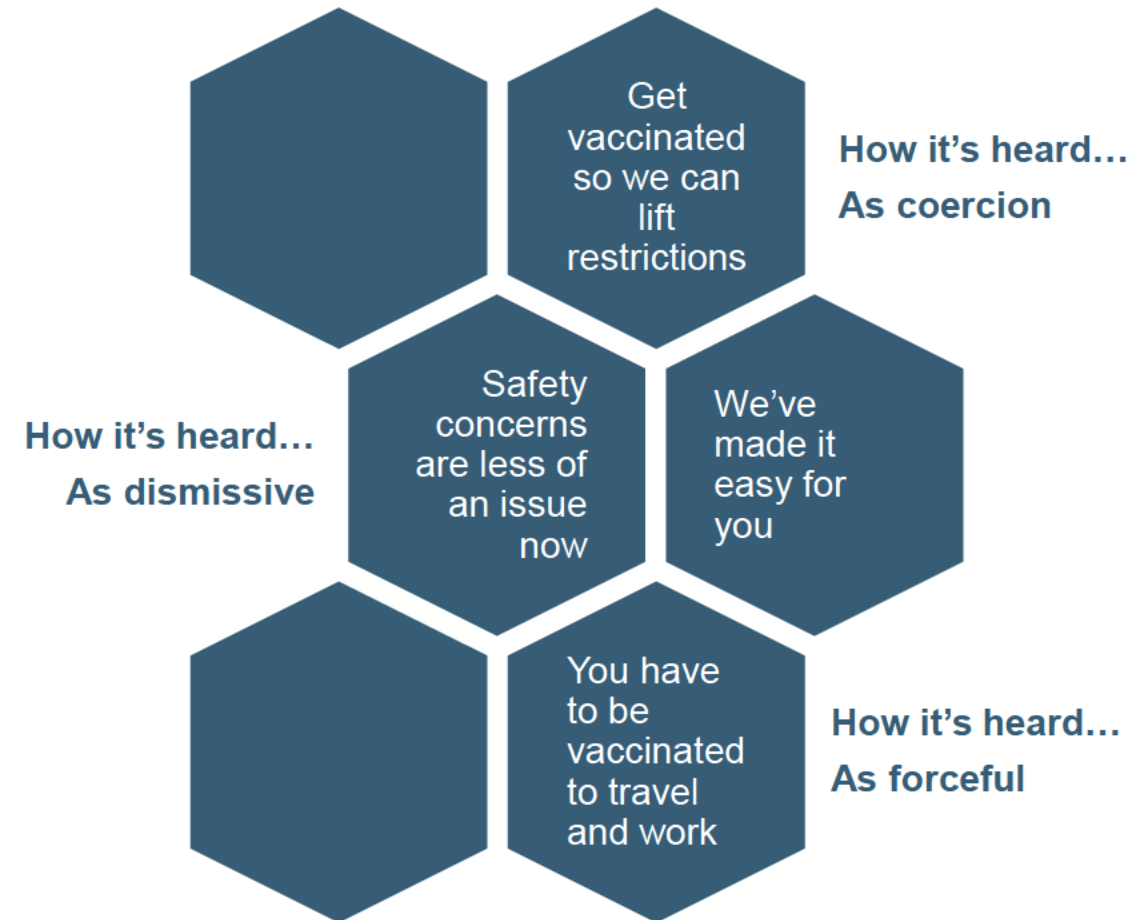 Get
vaccinated
so we can
lift
restrictions
How it's heard…
As coercion
How it's heard…
As dismissive
Safety
concerns
are less of
an issue
now
We've
made it
easy for
you
You have
to be
vaccinated
to travel
and work
How it's heard…
As forceful